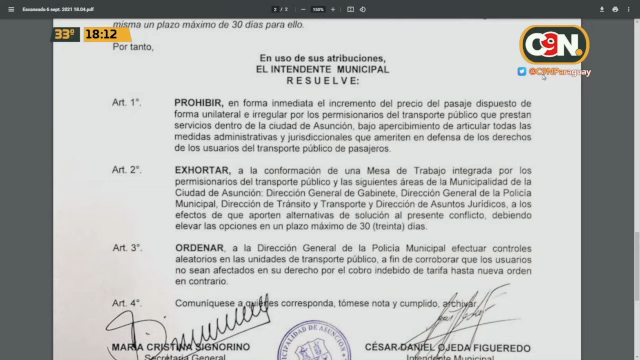 Escaneado 6 sept. 2021 18.04.pdf
2 / 2
100%
misma un plazo máximo de 30 días para ello.
33º
18:12
C9N
@C9NParaguay
Por tanto,
En uso de sus atribuciones,
EL INTENDENTE MUNICIPAL
R E S U E L V E:
Art. 1°. PROHIBIR, en forma inmediata el incremento del precio del pasaje dispuesto de
forma unilateral e irregular por los permisionarios del transporte público que prestan
servicios dentro de la ciudad de Asunción, bajo apercibimiento de articular todas las
medidas administrativas y jurisdiccionales que ameriten en defensa de los derechos
de los usuarios del transporte público de pasajeros.
Art. 2°. EXHORTAR, a la conformación de una Mesa de Trabajo integrada por los
permisionarios del transporte público y las siguientes áreas de la Municipalidad de la
Ciudad de Asunción: Dirección General de Gabinete, Dirección General de la Policía
Municipal, Dirección de Tránsito y Transporte y Dirección de Asuntos Jurídicos, a los
efectos de que aporten alternativas de solución al presente conflicto, debiendo
elevar las opciones en un plazo máximo de 30 (treinta) días.
Art. 3°. ORDENAR, a la Dirección General de la Policía Municipal efectuar controles
aleatorios en las unidades de transporte público, a fin de corroborar que los usuarios
no sean afectados en su derecho por el cobro indebido de tarifa hasta nueva orden
en contrario.
Art. 4°. Comuníquese a quienes corresponda, tómese nota y cumplido, archivar.
MARÍA CRISTINA SIGNORINO
CÉSAR DANIEL OJEDA FIGUEREDO
Secretaria General
Intendente Municipal